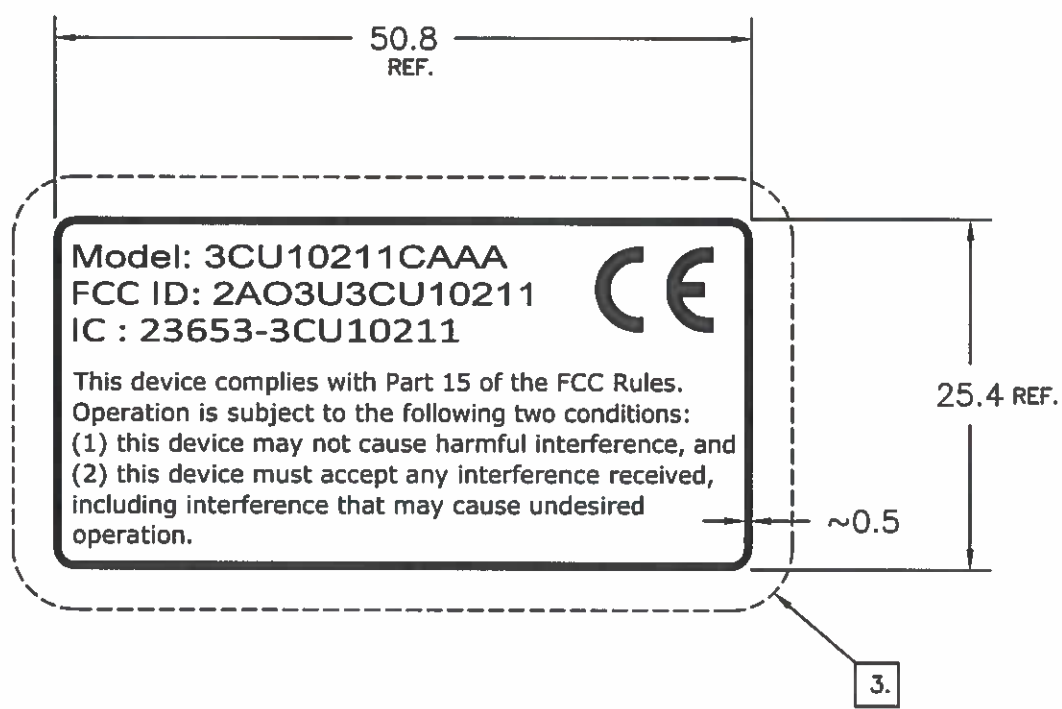 50.8
REF.
Model: 3CU10211CAAA
FCC ID: 2AO3U3CU10211
IC : 23653-3CU10211
CE
This device complies with Part 15 of the FCC Rules.
Operation is subject to the following two conditions:
(1) this device may not cause harmful interference, and
(2) this device must accept any interference received,
including interference that may cause undesired
operation.
25.4 REF.
~0.5
3.